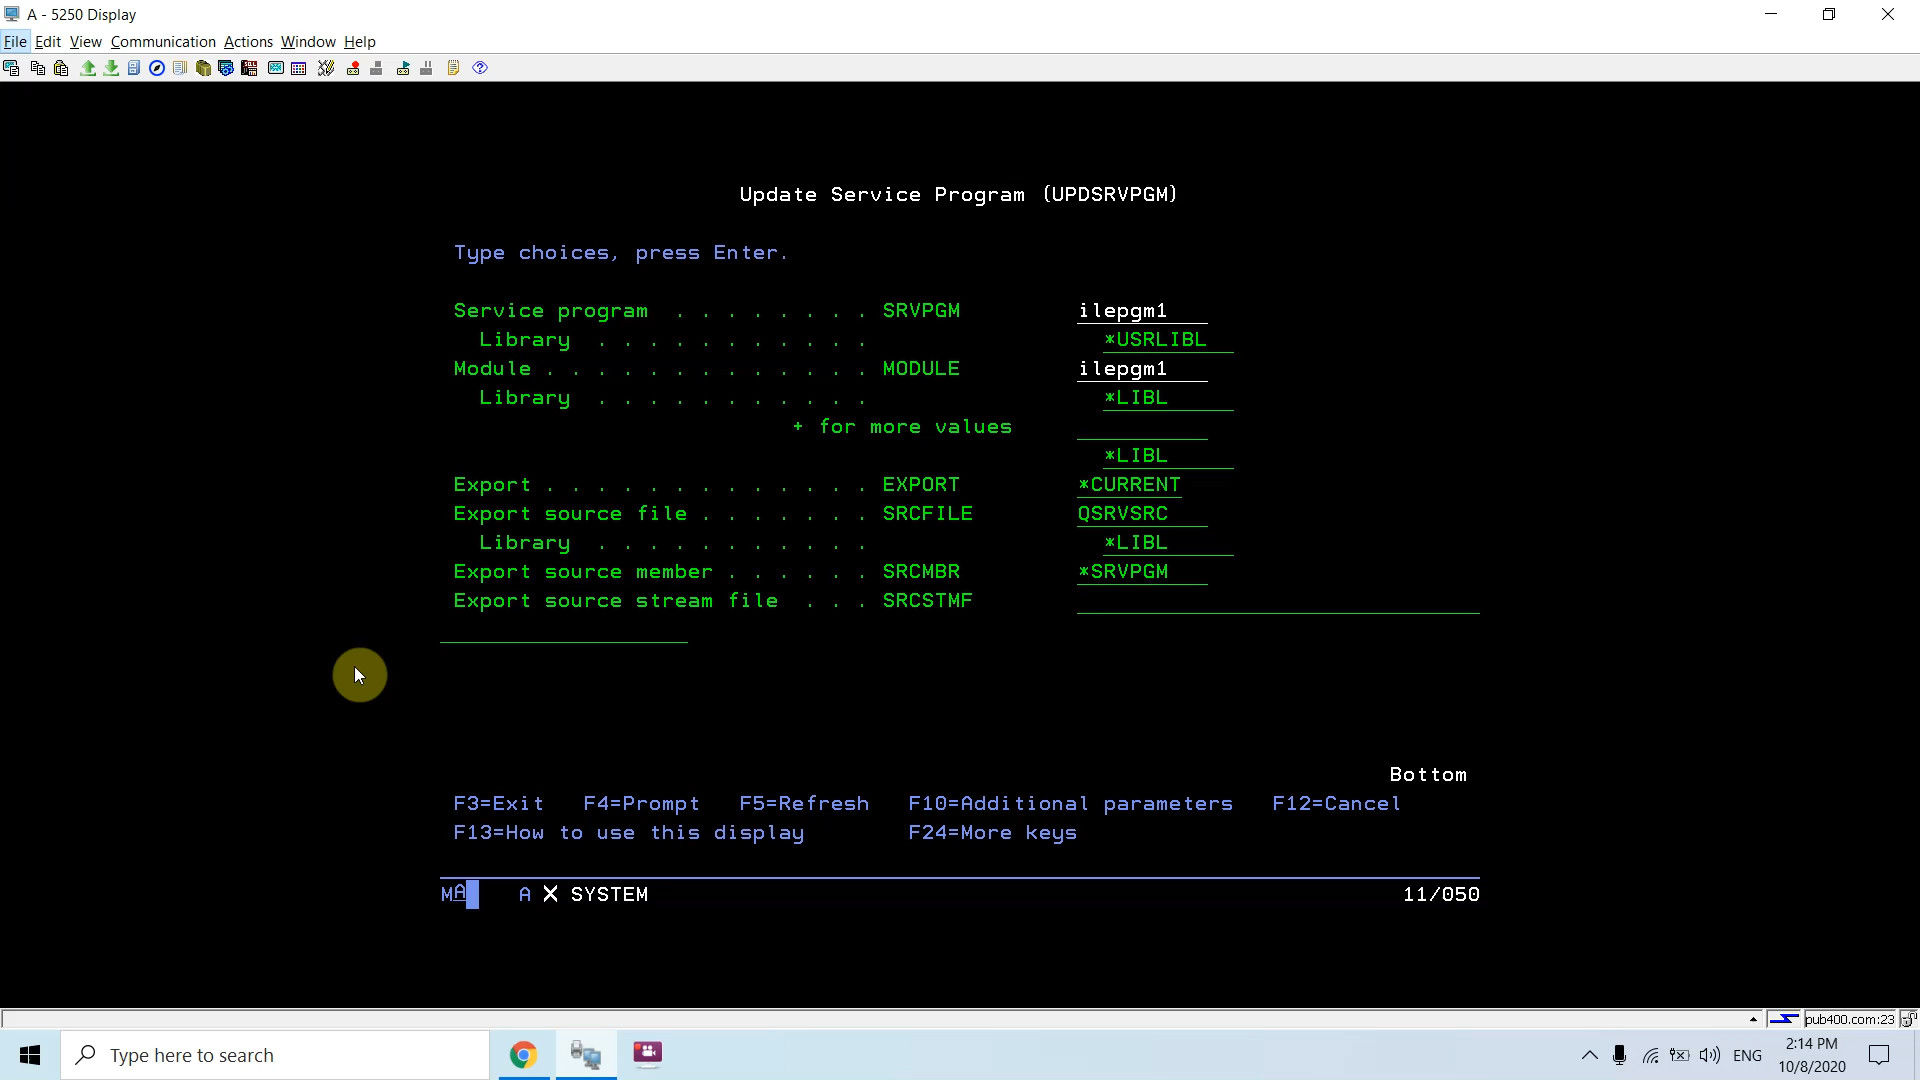 A - 5250 Display
File Edit View Communication Actions Window Help
Update Service Program (UPDSRVPGM)
Type choices, press Enter.
Service program . . . . . . . . SRVPGM ilepgm1
Library . . . . . . . . . . . *USRLIBL
Module . . . . . . . . . . . . . MODULE ilepgm1
Library . . . . . . . . . . . *LIBL
+ for more values
*LIBL
Export . . . . . . . . . . . . . EXPORT *CURRENT
Export source file . . . . . . . SRCFILE QSRVSRC
Library . . . . . . . . . . . *LIBL
Export source member . . . . . . SRCMBR *SRVPGM
Export source stream file . . . SRCSTMF
Bottom
F3=Exit F4=Prompt F5=Refresh F10=Additional parameters F12=Cancel
F13=How to use this display F24=More keys
MA A X SYSTEM 11/050
pub400.com:23
Type here to search ENG 2:14 PM
10/8/2020